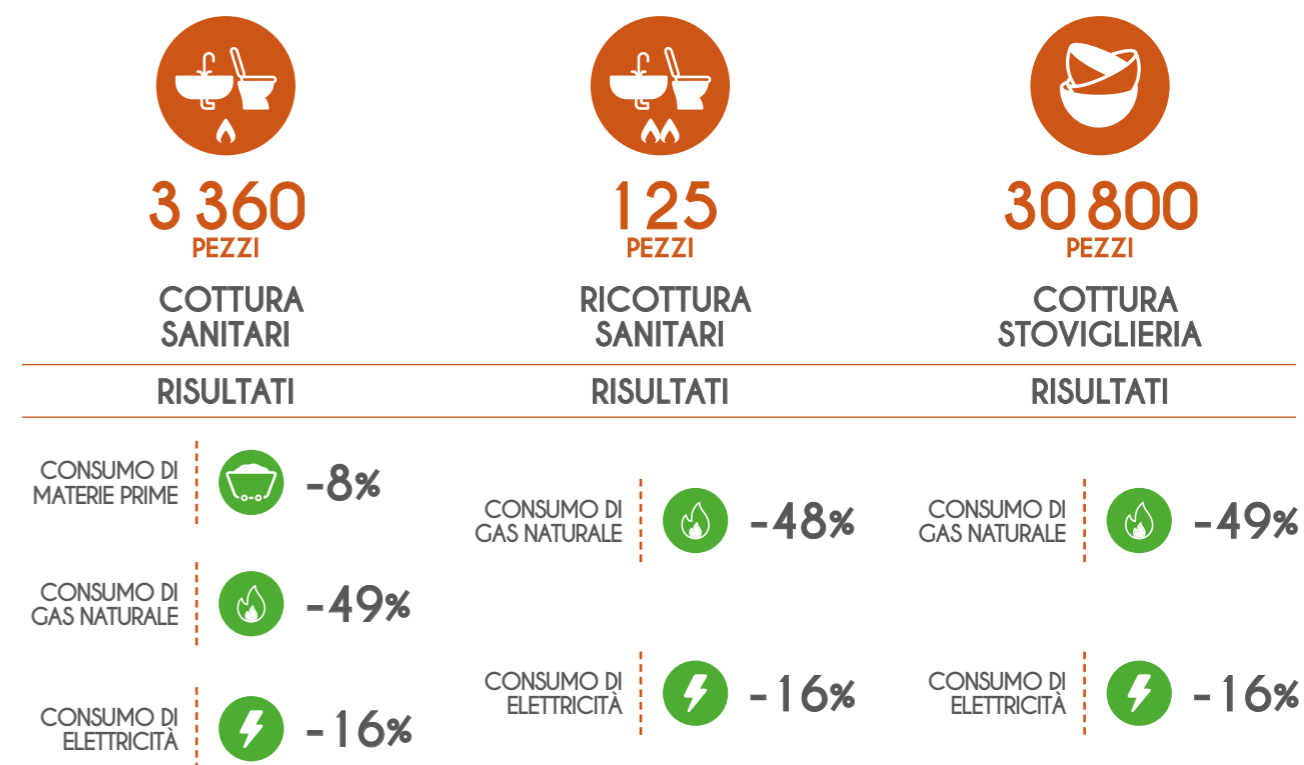 3 360
PEZZI
COTTURA
SANITARI
RISULTATI
CONSUMO DI
MATERIE PRIME
-8%
CONSUMO DI
GAS NATURALE
-49%
CONSUMO DI
ELETTRICITÀ
-16%
125
PEZZI
RICOTTURA
SANITARI
RISULTATI
CONSUMO DI
GAS NATURALE
-48%
CONSUMO DI
ELETTRICITÀ
-16%
30 800
PEZZI
COTTURA
STOVIGLIERIA
RISULTATI
CONSUMO DI
GAS NATURALE
-49%
CONSUMO DI
ELETTRICITÀ
-16%